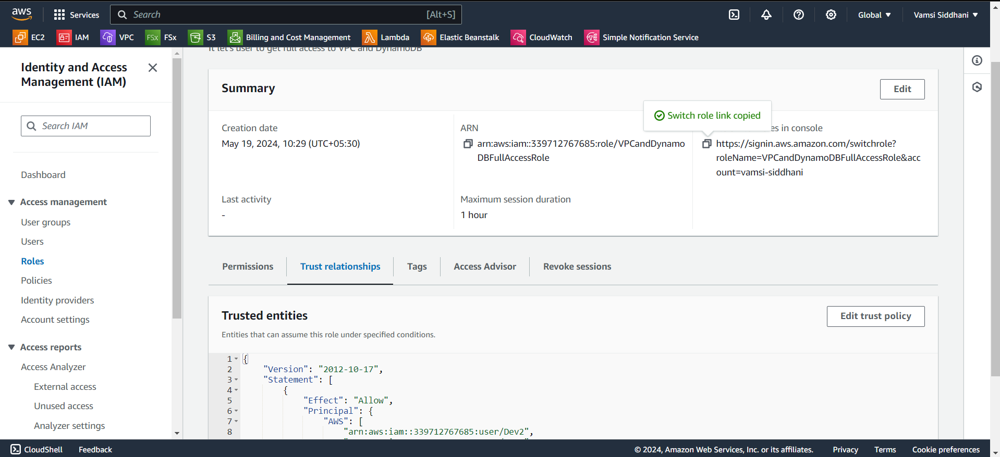 aws
Services
Search
[Alt+S]
Global
Vamsi Siddhani
EC2
IAM
VPC
FSx
FSx
S3
Billing and Cost Management
Lambda
Elastic Beanstalk
CloudWatch
Simple Notification Service
Identity and Access
Management (IAM)
Search IAM
Dashboard
Access management
User groups
Users
Roles
Policies
Identity providers
Account settings
Access reports
Access Analyzer
External access
Unused access
Analyzer settings
It let's user to get full access to VPC and DynamoDB
Summary
Edit
Switch role link copied
Creation date
May 19, 2024, 10:29 (UTC+05:30)
ARN
arn:aws:iam::339712767685:role/VPCandDynamo
DBFullAccessRole
in console
https://signin.aws.amazon.com/switchrole?
roleName=VPCandDynamoDBFullAccessRole&acc
ount=vamsi-siddhani
Last activity
-
Maximum session duration
1 hour
Permissions
Trust relationships
Tags
Access Advisor
Revoke sessions
Trusted entities
Edit trust policy
Entities that can assume this role under specified conditions.
1 {
2 "Version": "2012-10-17",
3 "Statement": [
4 {
5 "Effect": "Allow",
6 "Principal": {
7 "AWS": [
8 "arn:aws:iam::339712767685:user/Dev2",
CloudShell
Feedback
© 2024, Amazon Web Services, Inc. or its affiliates.
Privacy
Terms
Cookie preferences